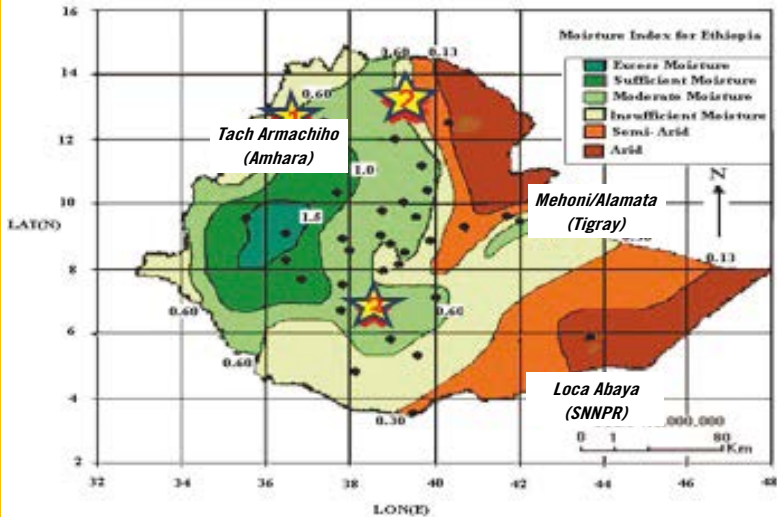 Moisture Index for Ethiopia
Excess Moisture
Sufficient Moisture
Moderate Moisture
Insufficient Moisture
Semi- Arid
Arid
N
Tach Armachiho
(Amhara)
Mehoni/Alamata
(Tigray)
Loca Abaya
(SNNPR)
0.60
0.60
0.13
1.0
1.5
0.60
0.60
0.60
0.13
0.30
000,000
0 1 80
Km
LAT(N)
16
14
12
10
8
6
4
2
32 34 36 38 40 42 44 46 48
LON(E)